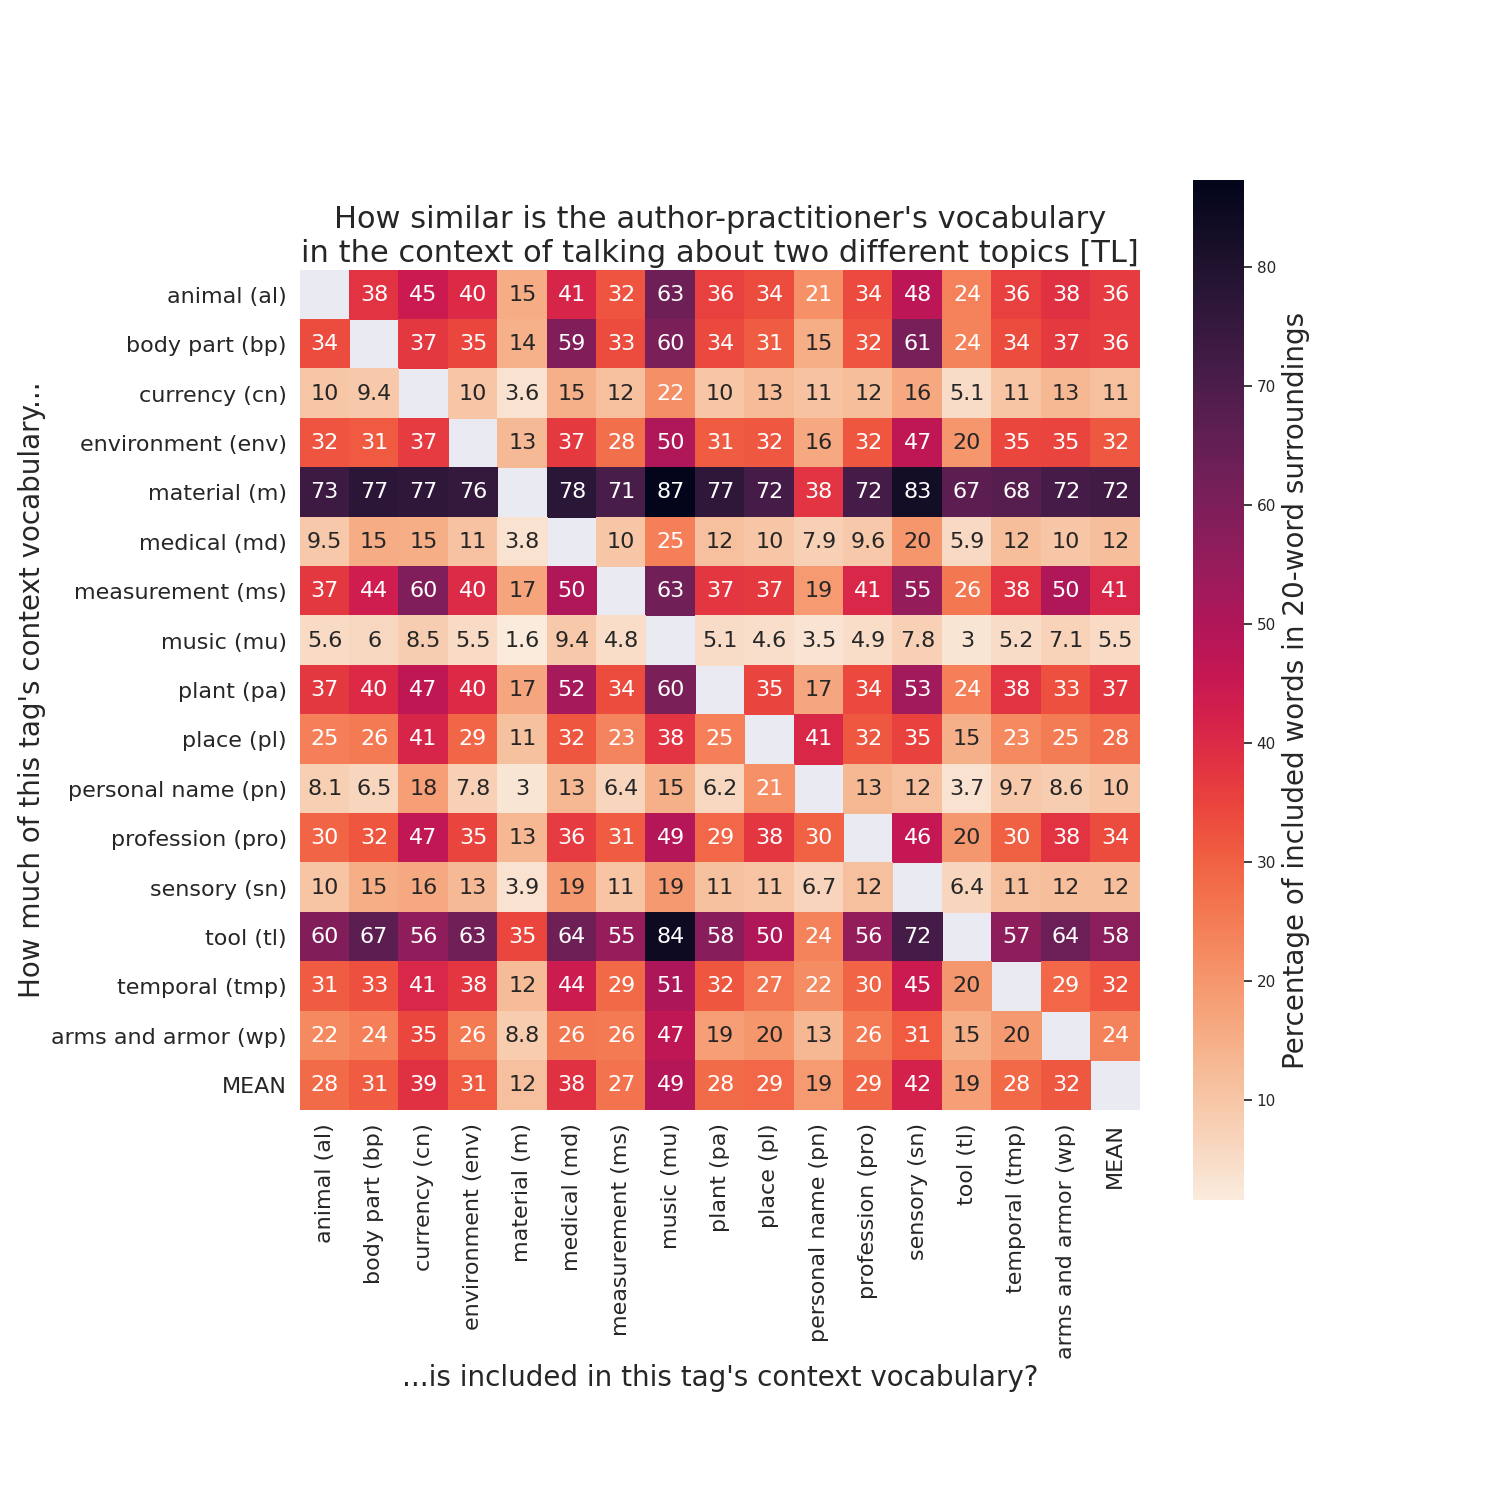 How similar is the author-practitioner's vocabulary
in the context of talking about two different topics [TL]
How much of this tag's context vocabulary...
animal (al) 38 45 40 15 41 32 63 36 34 21 34 48 24 36 38 36
body part (bp) 34 37 35 14 59 33 60 34 31 15 32 61 24 34 37 36
currency (cn) 10 9.4 10 3.6 15 12 22 10 13 11 12 16 5.1 11 13 11
environment (env) 32 31 37 13 37 28 50 31 32 16 32 47 20 35 35 32
material (m) 73 77 77 76 78 71 87 77 72 38 72 83 67 68 72 72
medical (md) 9.5 15 15 11 3.8 10 25 12 10 7.9 9.6 20 5.9 12 10 12
measurement (ms) 37 44 60 40 17 50 63 37 37 19 41 55 26 38 50 41
music (mu) 5.6 6 8.5 5.5 1.6 9.4 4.8 5.1 4.6 3.5 4.9 7.8 3 5.2 7.1 5.5
plant (pa) 37 40 47 40 17 52 34 60 35 17 34 53 24 38 33 37
place (pl) 25 26 41 29 11 32 23 38 25 41 32 35 15 23 25 28
personal name (pn) 8.1 6.5 18 7.8 3 13 6.4 15 6.2 21 13 12 3.7 9.7 8.6 10
profession (pro) 30 32 47 35 13 36 31 49 29 38 30 46 20 30 38 34
sensory (sn) 10 15 16 13 3.9 19 11 19 11 11 6.7 12 6.4 11 12 12
tool (tl) 60 67 56 63 35 64 55 84 58 50 24 56 72 57 64 58
temporal (tmp) 31 33 41 38 12 44 29 51 32 27 22 30 45 20 29 32
arms and armor (wp) 22 24 35 26 8.8 26 26 47 19 20 13 26 31 15 20 24
MEAN 28 31 39 31 12 38 27 49 28 29 19 29 42 19 28 32
animal (al)
body part (bp)
currency (cn)
environment (env)
material (m)
medical (md)
measurement (ms)
music (mu)
plant (pa)
place (pl)
personal name (pn)
profession (pro)
sensory (sn)
tool (tl)
temporal (tmp)
arms and armor (wp)
MEAN
...is included in this tag's context vocabulary?
80
70
60
50
40
30
20
10
Percentage of included words in 20-word surroundings